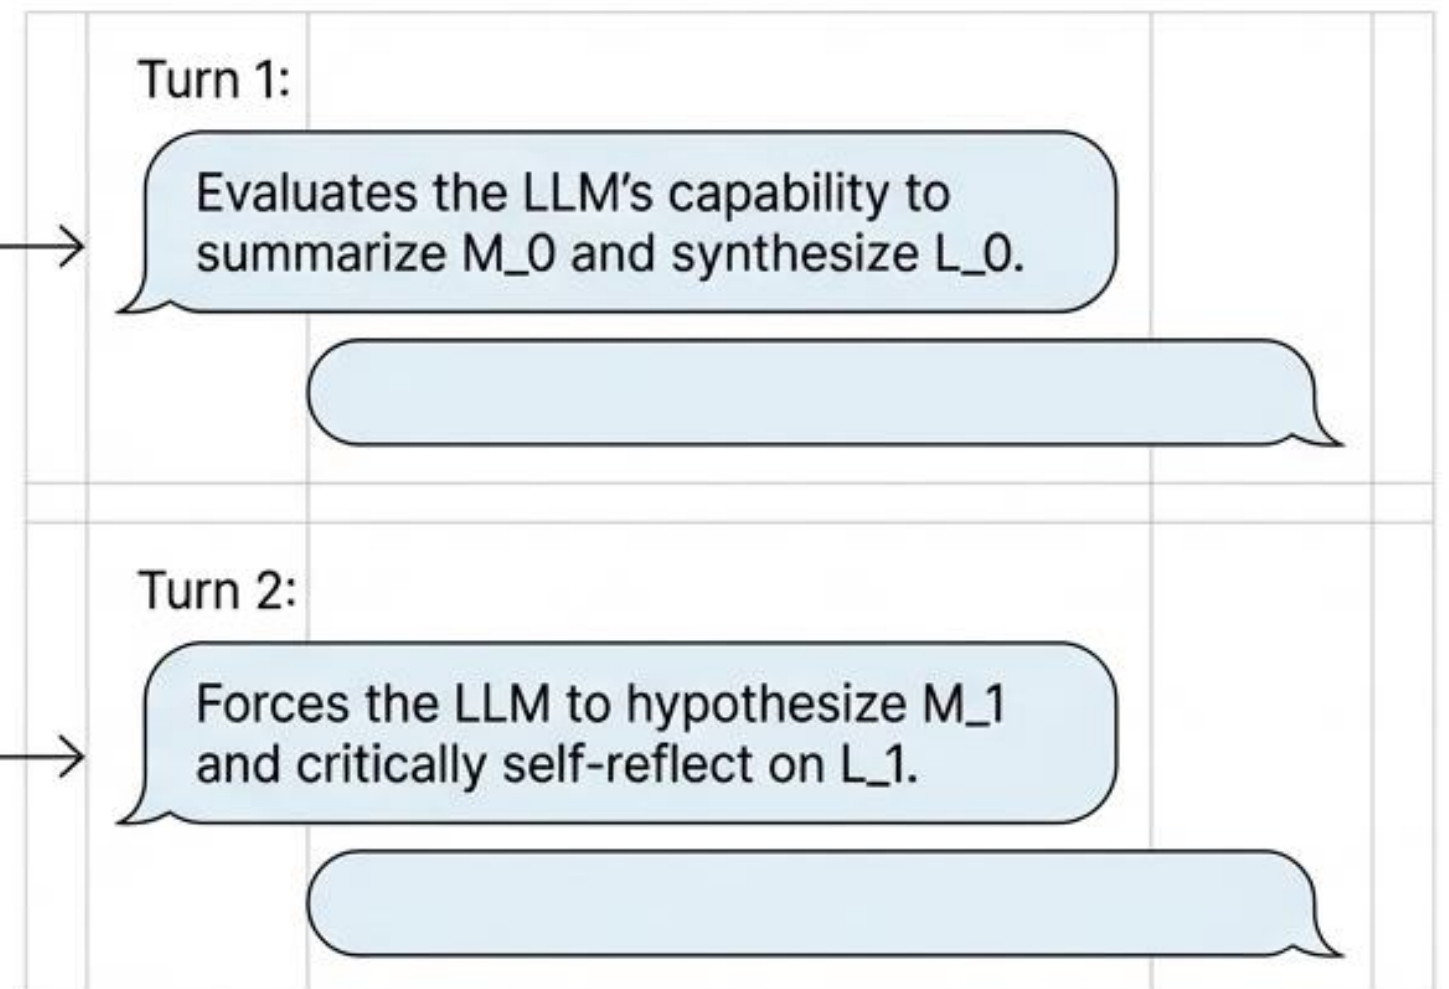 Turn 1:
Evaluates the LLM’s capability to
summarize M_0 and synthesize L_0.
Turn 2:
Forces the LLM to hypothesize M_1
and critically self-reflect on L_1.